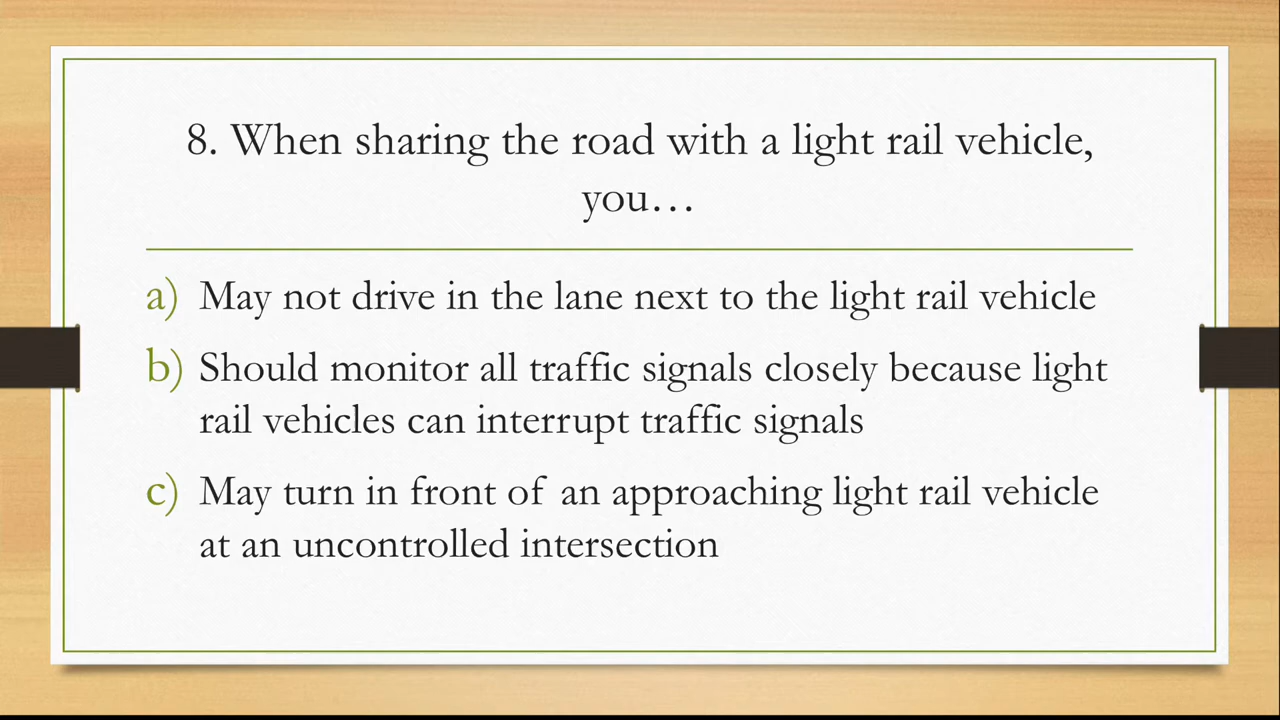 8. When sharing the road with a light rail vehicle,
you…
a) May not drive in the lane next to the light rail vehicle
b) Should monitor all traffic signals closely because light
rail vehicles can interrupt traffic signals
c) May turn in front of an approaching light rail vehicle
at an uncontrolled intersection